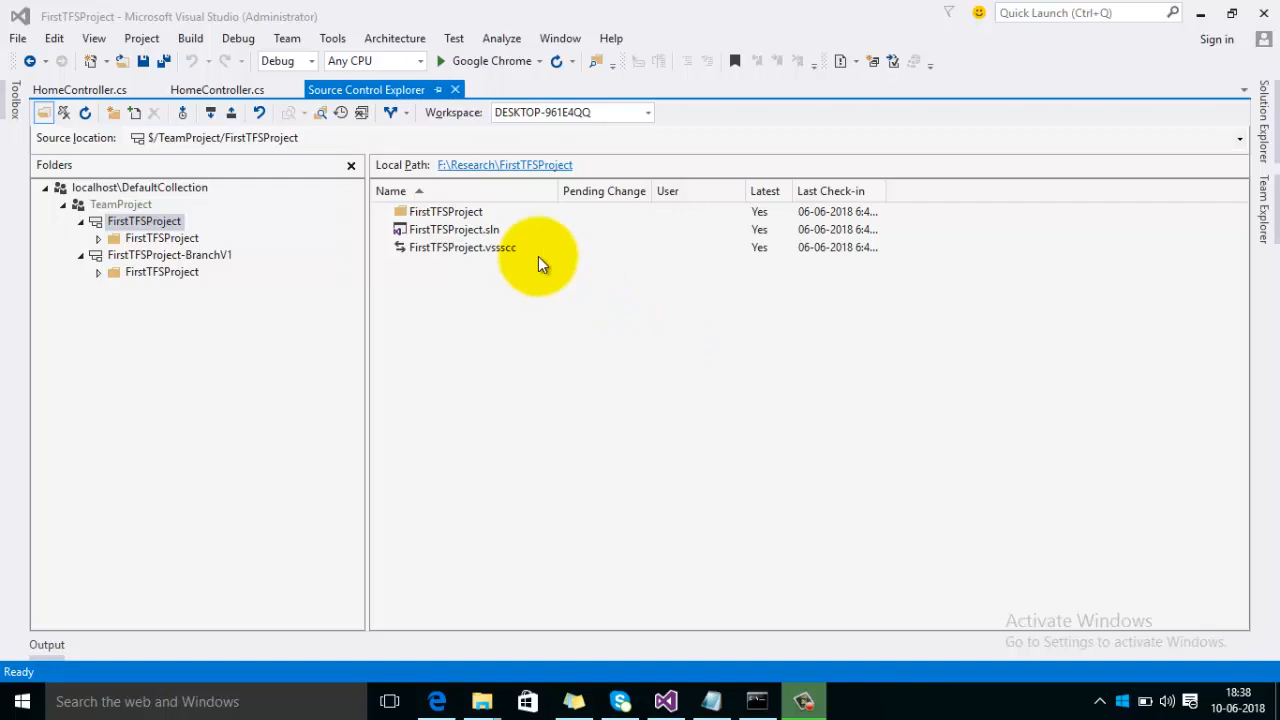 FirstTFSProject - Microsoft Visual Studio (Administrator)
Quick Launch (Ctrl+Q)
File Edit View Project Build Debug Team Tools Architecture Test Analyze Window Help
Sign in
Debug Any CPU Google Chrome
HomeController.cs HomeController.cs Source Control Explorer
Toolbox
Solution Explorer
Team Explorer
Workspace: DESKTOP-961E4QQ
Source Location: $/TeamProject/FirstTFSProject
Folders
Local Path: F:\Research\FirstTFSProject
localhost\DefaultCollection
TeamProject
FirstTFSProject
FirstTFSProject
FirstTFSProject-BranchV1
FirstTFSProject
Name Pending Change User Latest Last Check-in
FirstTFSProject Yes 06-06-2018 6:4...
FirstTFSProject.sln Yes 06-06-2018 6:4...
FirstTFSProject.vssscc Yes 06-06-2018 6:4...
Activate Windows
Go to Settings to activate Windows.
Output
Ready
Search the web and Windows
18:38
10-06-2018